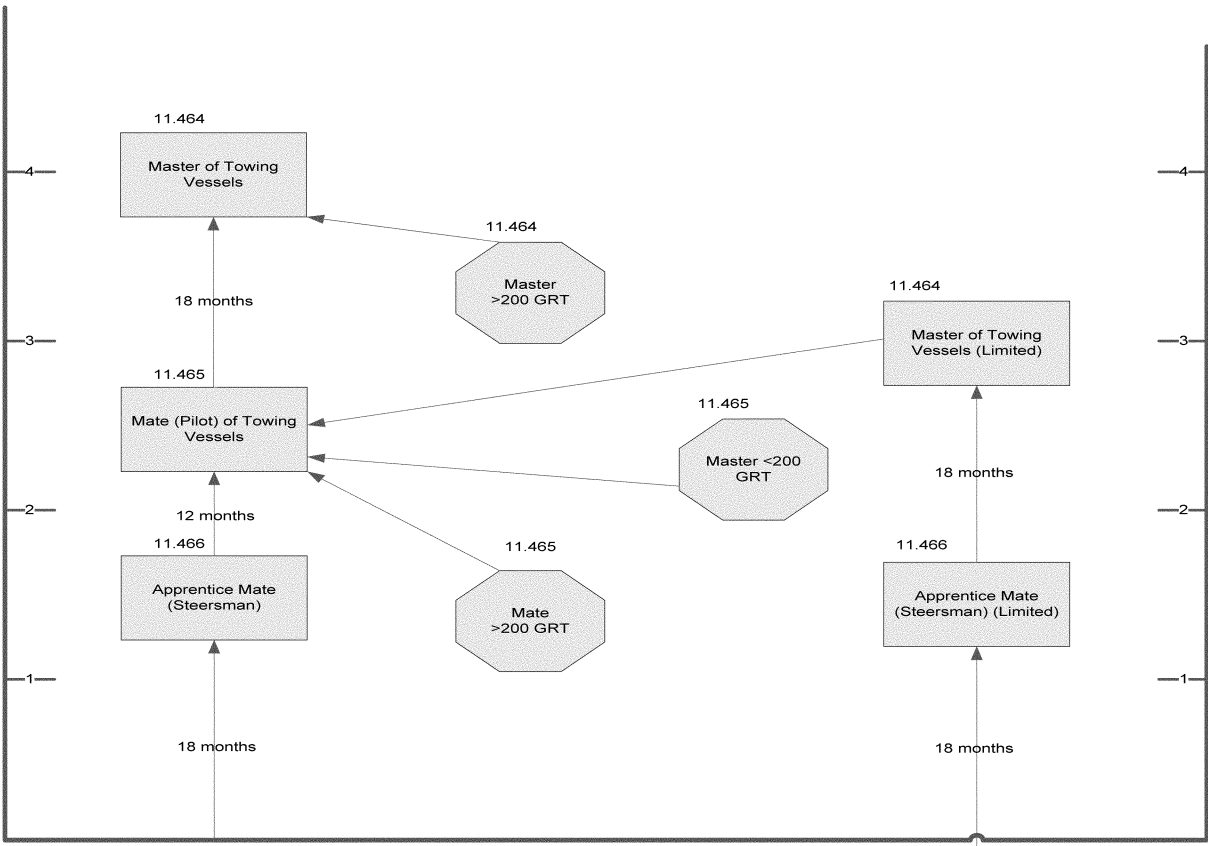 11.464
Master of Towing
Vessels
4
4
11.464
Master
>200 GRT
18 months
11.464
Master of Towing
Vessels (Limited)
3
3
11.465
Mate (Pilot) of Towing
Vessels
11.465
Master <200
GRT
18 months
2
2
12 months
11.466
Apprentice Mate
(Steersman)
11.465
Mate
>200 GRT
11.466
Apprentice Mate
(Steersman) (Limited)
1
1
18 months
18 months